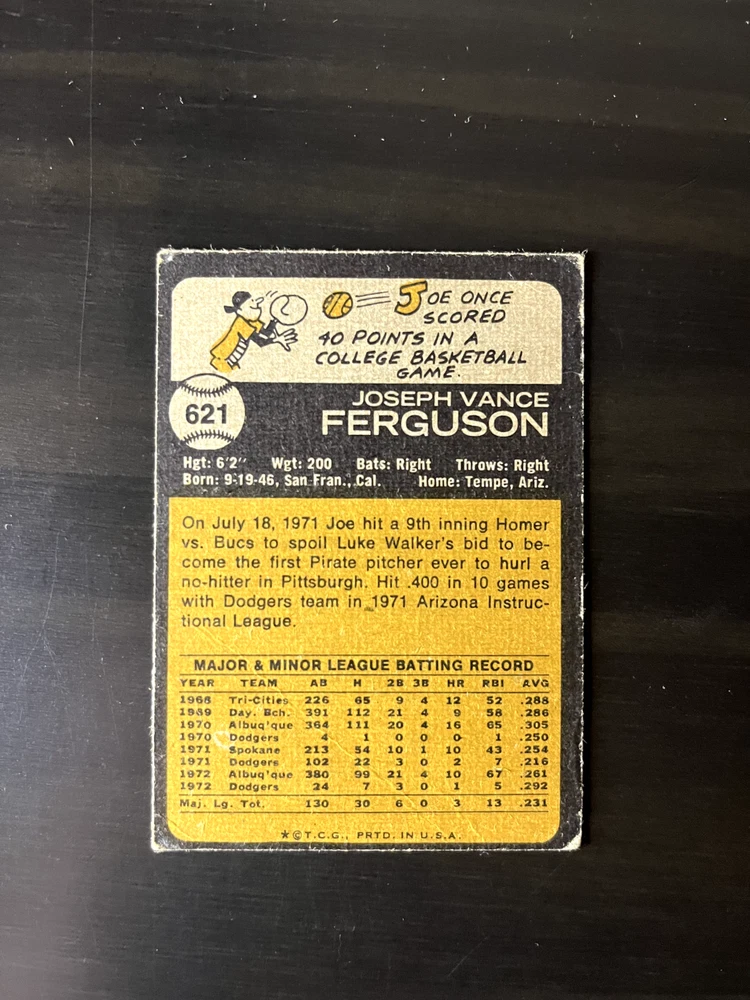 JOE ONCE
SCORED
40 POINTS IN A
COLLEGE BASKETBALL
GAME.
621
JOSEPH VANCE
FERGUSON
Hgt: 6'2" Wgt: 200 Bats: Right Throws: Right
Born: 9-19-46, San Fran., Cal. Home: Tempe, Ariz.
On July 18, 1971 Joe hit a 9th inning Homer
vs. Bucs to spoil Luke Walker's bid to be-
come the first Pirate pitcher ever to hurl a
no-hitter in Pittsburgh. Hit .400 in 10 games
with Dodgers team in 1971 Arizona Instruc-
tional League.
MAJOR & MINOR LEAGUE BATTING RECORD
YEAR TEAM AB H 2B 3B HR RBI AVG
1968 Tri-Cities 226 65 9 4 12 52 .288
1969 Day. Bch. 391 112 21 4 9 58 .286
1970 Albuq'que 364 111 20 4 16 65 .305
1970 Dodgers 4 1 0 0 0 1 .250
1971 Spokane 213 54 10 1 10 43 .254
1971 Dodgers 102 22 3 0 2 7 .216
1972 Albuq'que 380 99 21 4 10 67 .261
1972 Dodgers 24 7 3 0 1 5 .292
Maj. Lg. Tot. 130 30 6 0 3 13 .231
★©T.C.G., PRTD. IN U.S.A.